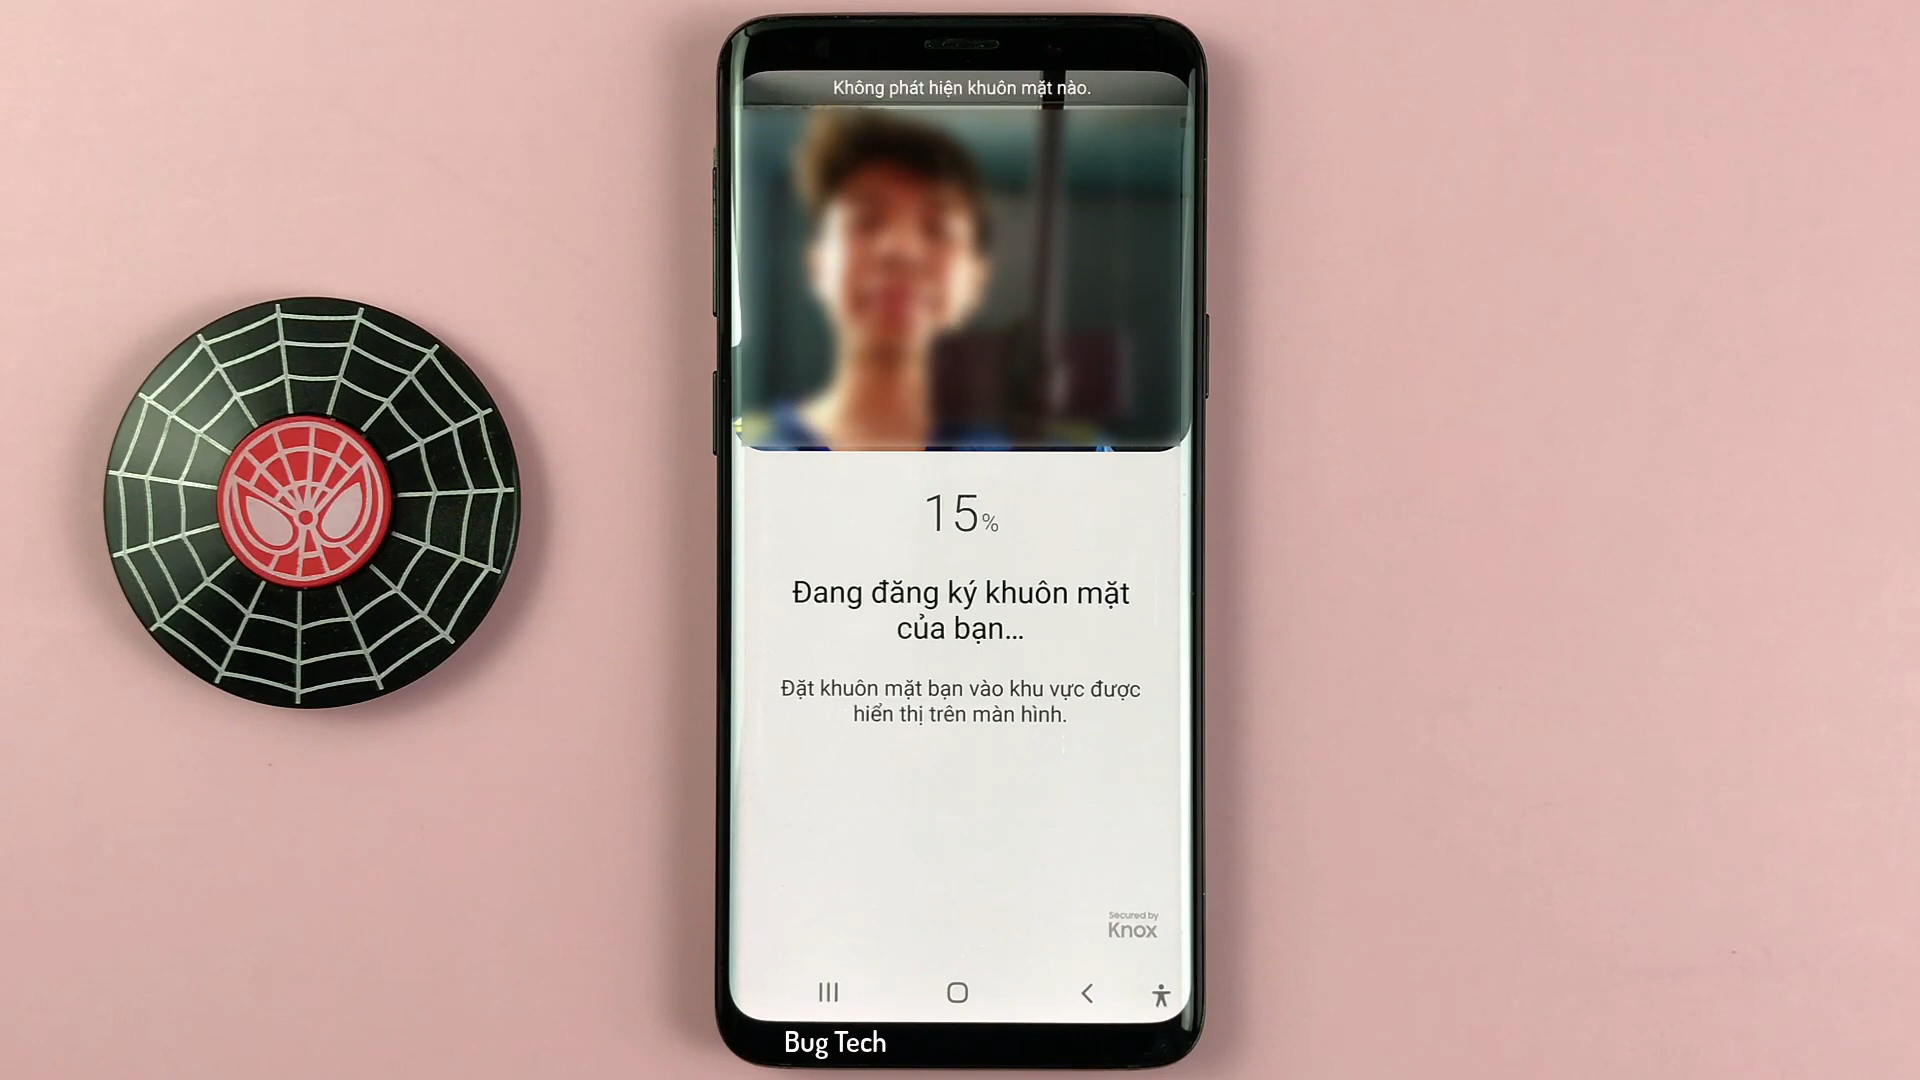 Không phát hiện khuôn mặt nào.
15%
Đang đăng ký khuôn mặt
của bạn...
Đặt khuôn mặt bạn vào khu vực được
hiển thị trên màn hình.
Secured by
Knox
Bug Tech